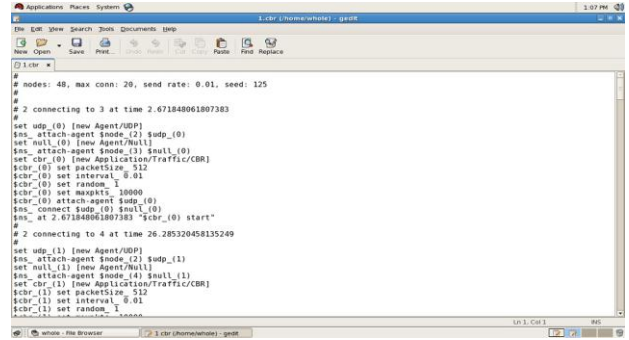 Applications Places System 1:07 PM
1.cbr (/home/whole) - gedit
File Edit View Search Tools Documents Help
New Open Save Print... Undo Redo Cut Copy Paste Find Replace
1.cbr
#
# nodes: 48, max conn: 20, send rate: 0.01, seed: 125
#
#
# 2 connecting to 3 at time 2.671848061807383
#
set udp_(0) [new Agent/UDP]
$ns_ attach-agent $node_(2) $udp_(0)
set null_(0) [new Agent/Null]
$ns_ attach-agent $node_(3) $null_(0)
set cbr_(0) [new Application/Traffic/CBR]
$cbr_(0) set packetSize_ 512
$cbr_(0) set interval_ 0.01
$cbr_(0) set random_ 1
$cbr_(0) set maxpkts_ 10000
$cbr_(0) attach-agent $udp_(0)
$ns_ connect $udp_(0) $null_(0)
$ns_ at 2.671848061807383 "$cbr_(0) start"
#
# 2 connecting to 4 at time 26.285320458135249
#
set udp_(1) [new Agent/UDP]
$ns_ attach-agent $node_(2) $udp_(1)
set null_(1) [new Agent/Null]
$ns_ attach-agent $node_(4) $null_(1)
set cbr_(1) [new Application/Traffic/CBR]
$cbr_(1) set packetSize_ 512
$cbr_(1) set interval_ 0.01
$cbr_(1) set random_ 1
Ln 1, Col 1 INS
whole - File Browser 1.cbr (/home/whole) - gedit